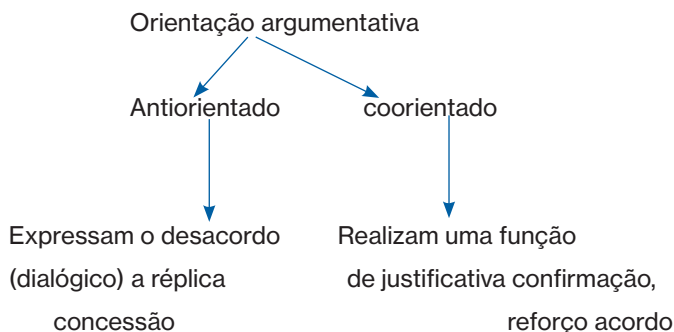 Orientação argumentativa
Antiorientado
coorientado
Expressam o desacordo
(dialógico) a réplica
concessão
Realizam uma função
de justificativa confirmação,
reforço acordo